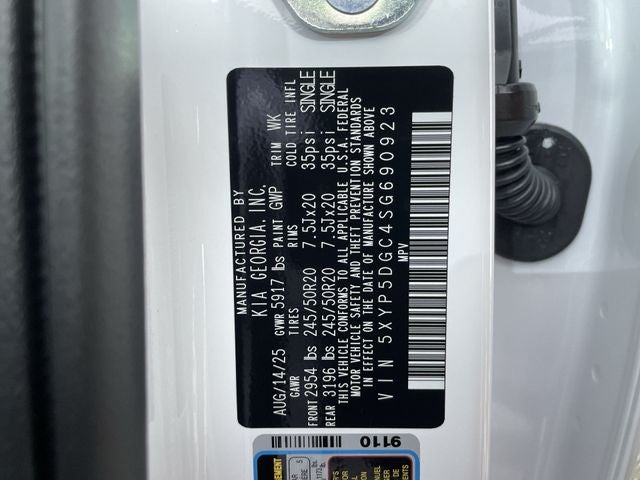 MANUFACTURED BY
KIA GEORGIA, INC.
AUG/14/25 GVWR 5917 lbs PAINT GWP TRIM WK
GAWR TIRES RIMS COLD TIRE INFL
FRONT 2954 lbs 245/50R20 7.5Jx20 35psi SINGLE
REAR 3196 lbs 245/50R20 7.5Jx20 35psi SINGLE
THIS VEHICLE CONFORMS TO ALL APPLICABLE U.S.A. FEDERAL
MOTOR VEHICLE SAFETY AND THEFT PREVENTION STANDARDS
IN EFFECT ON THE DATE OF MANUFACTURE SHOWN ABOVE
VIN 5XYP5DGC4SG690923
MPV
9110